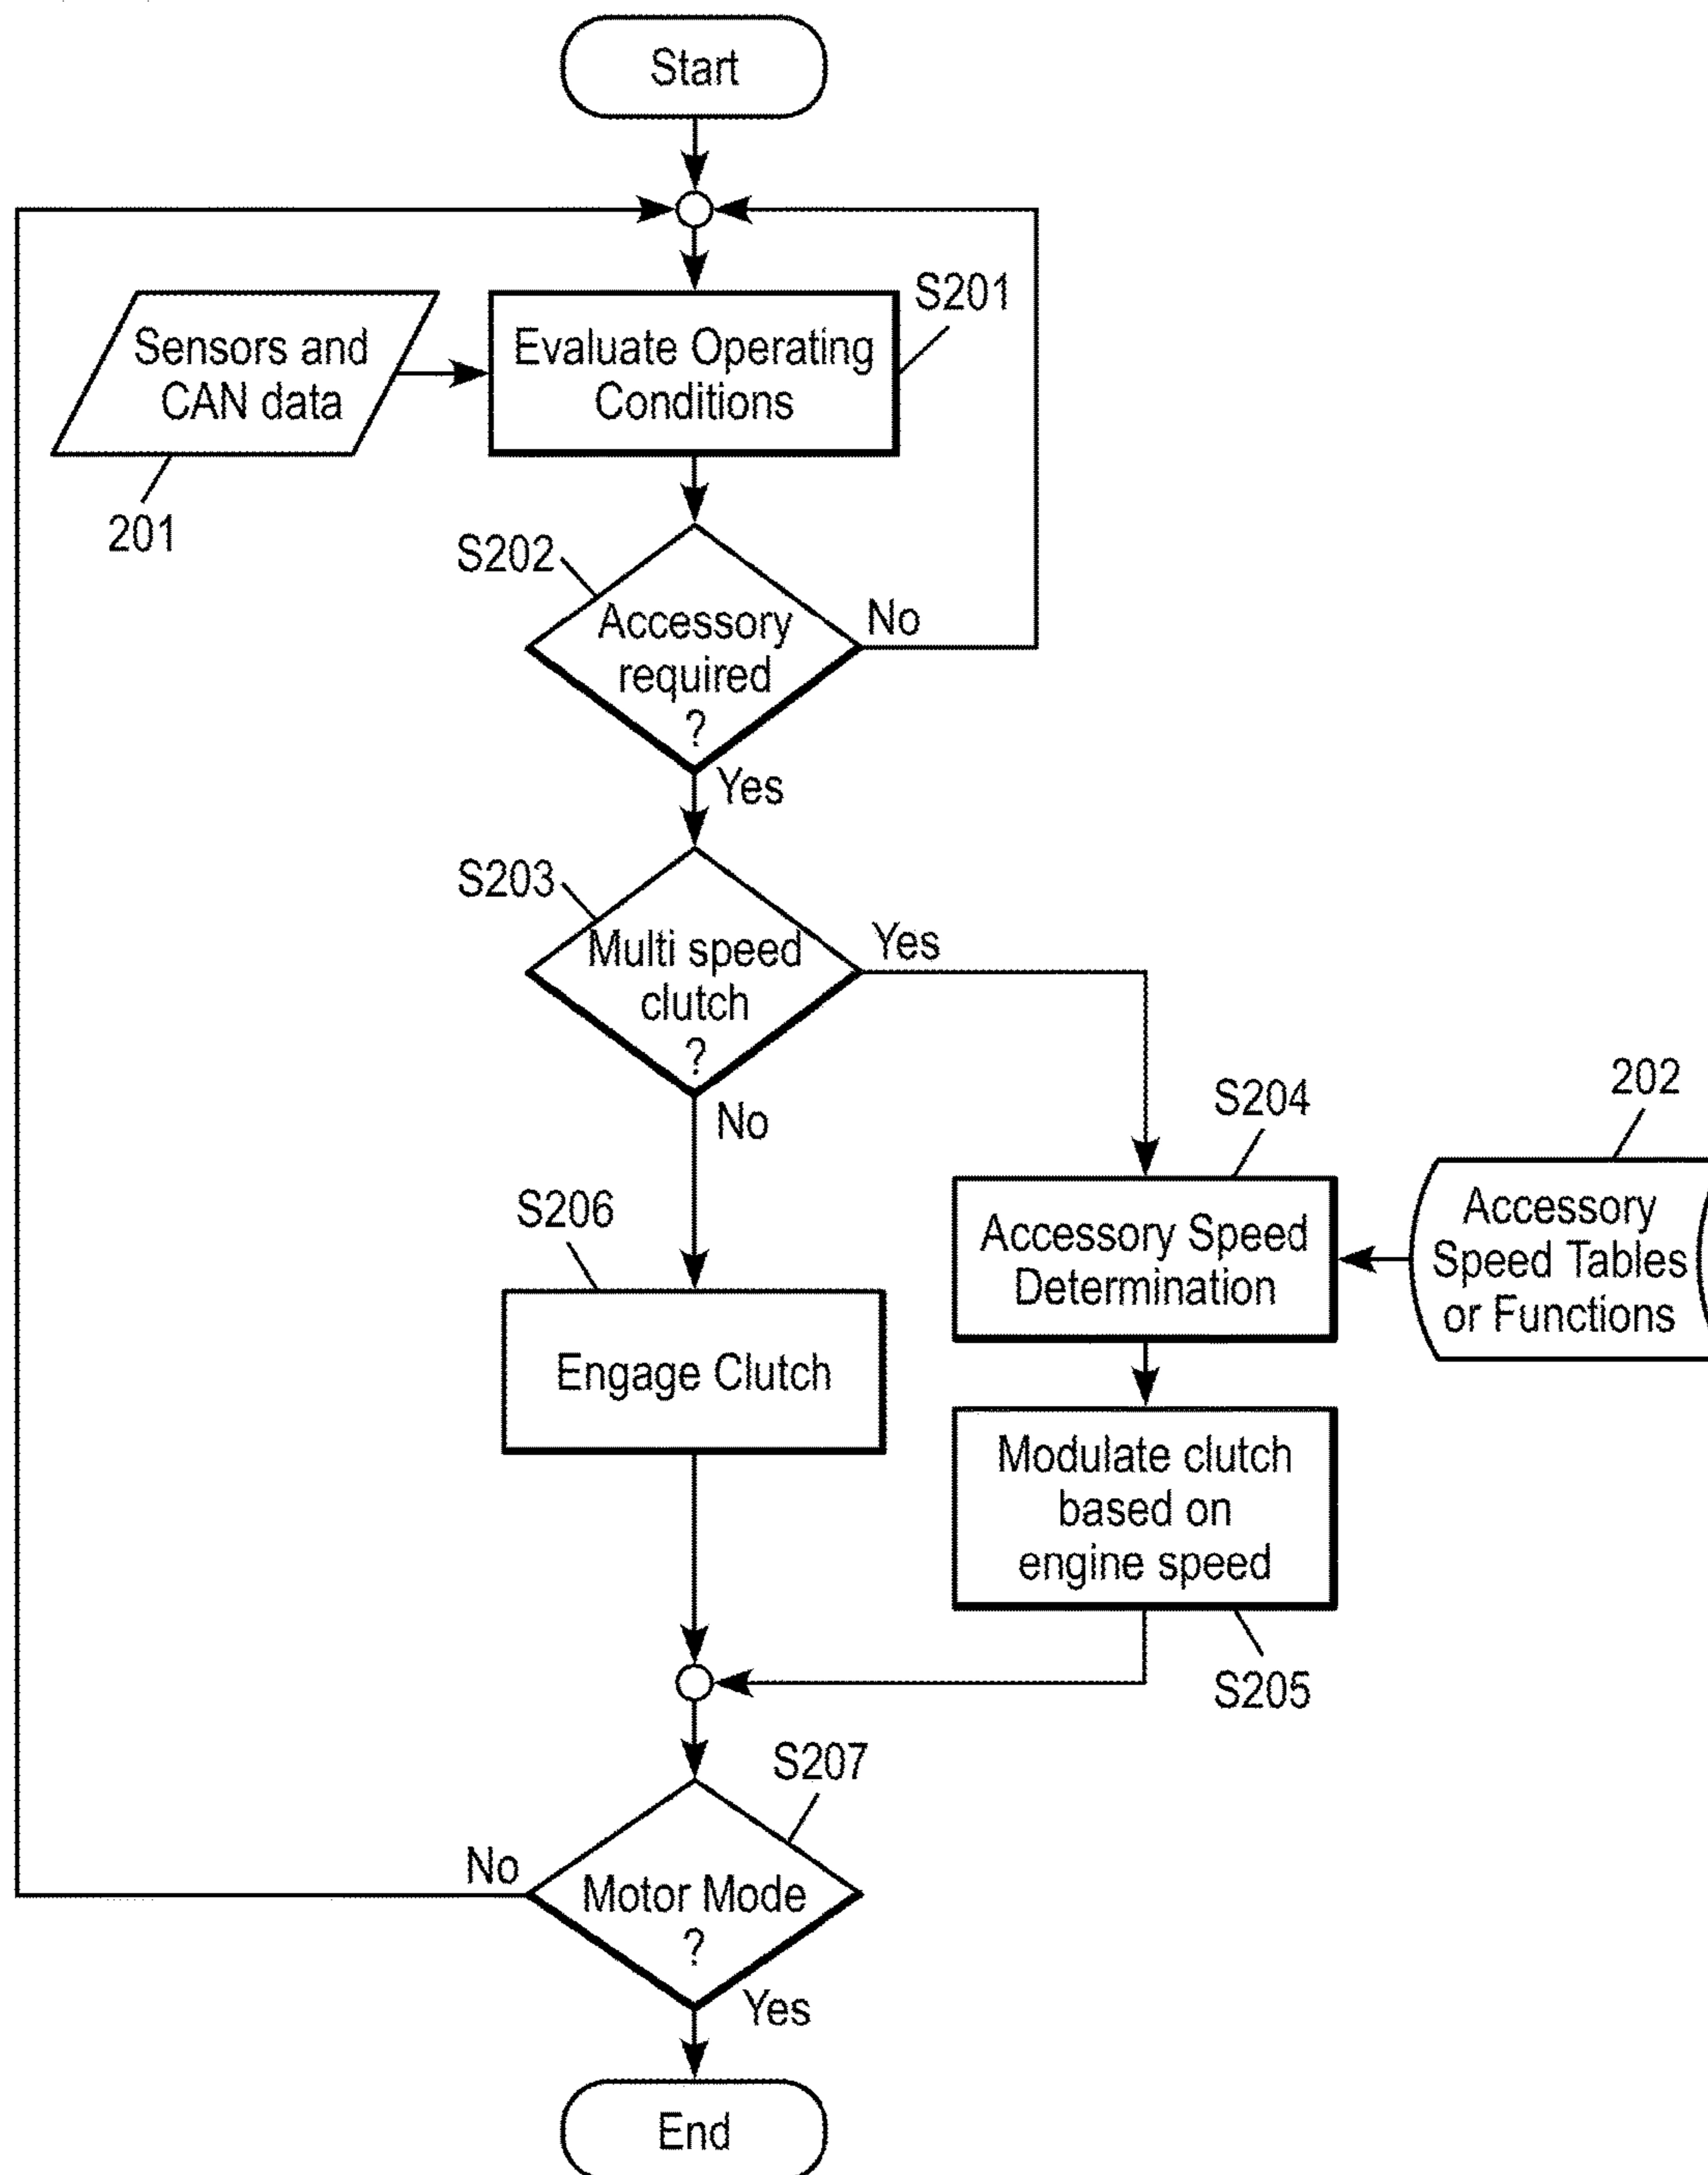 Start
S201
Sensors and
CAN data
201
Evaluate Operating
Conditions
S202
Accessory
required
?
No
Yes
S203
Multi speed
clutch
?
Yes
No
S204
202
Accessory Speed
Determination
Accessory
Speed Tables
or Functions
S206
Engage Clutch
Modulate clutch
based on
engine speed
S205
S207
No
Motor Mode
?
Yes
End